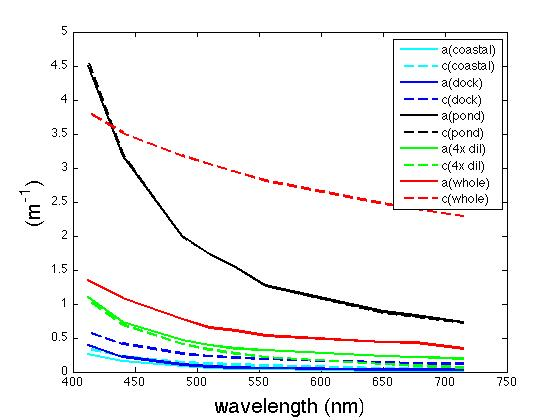 5
4.5
4
3.5
3
2.5
2
1.5
1
0.5
0
(m⁻¹)
400 450 500 550 600 650 700 750
wavelength (nm)
a(coastal)
c(coastal)
a(dock)
c(dock)
a(pond)
c(pond)
a(4x dil)
c(4x dil)
a(whole)
c(whole)